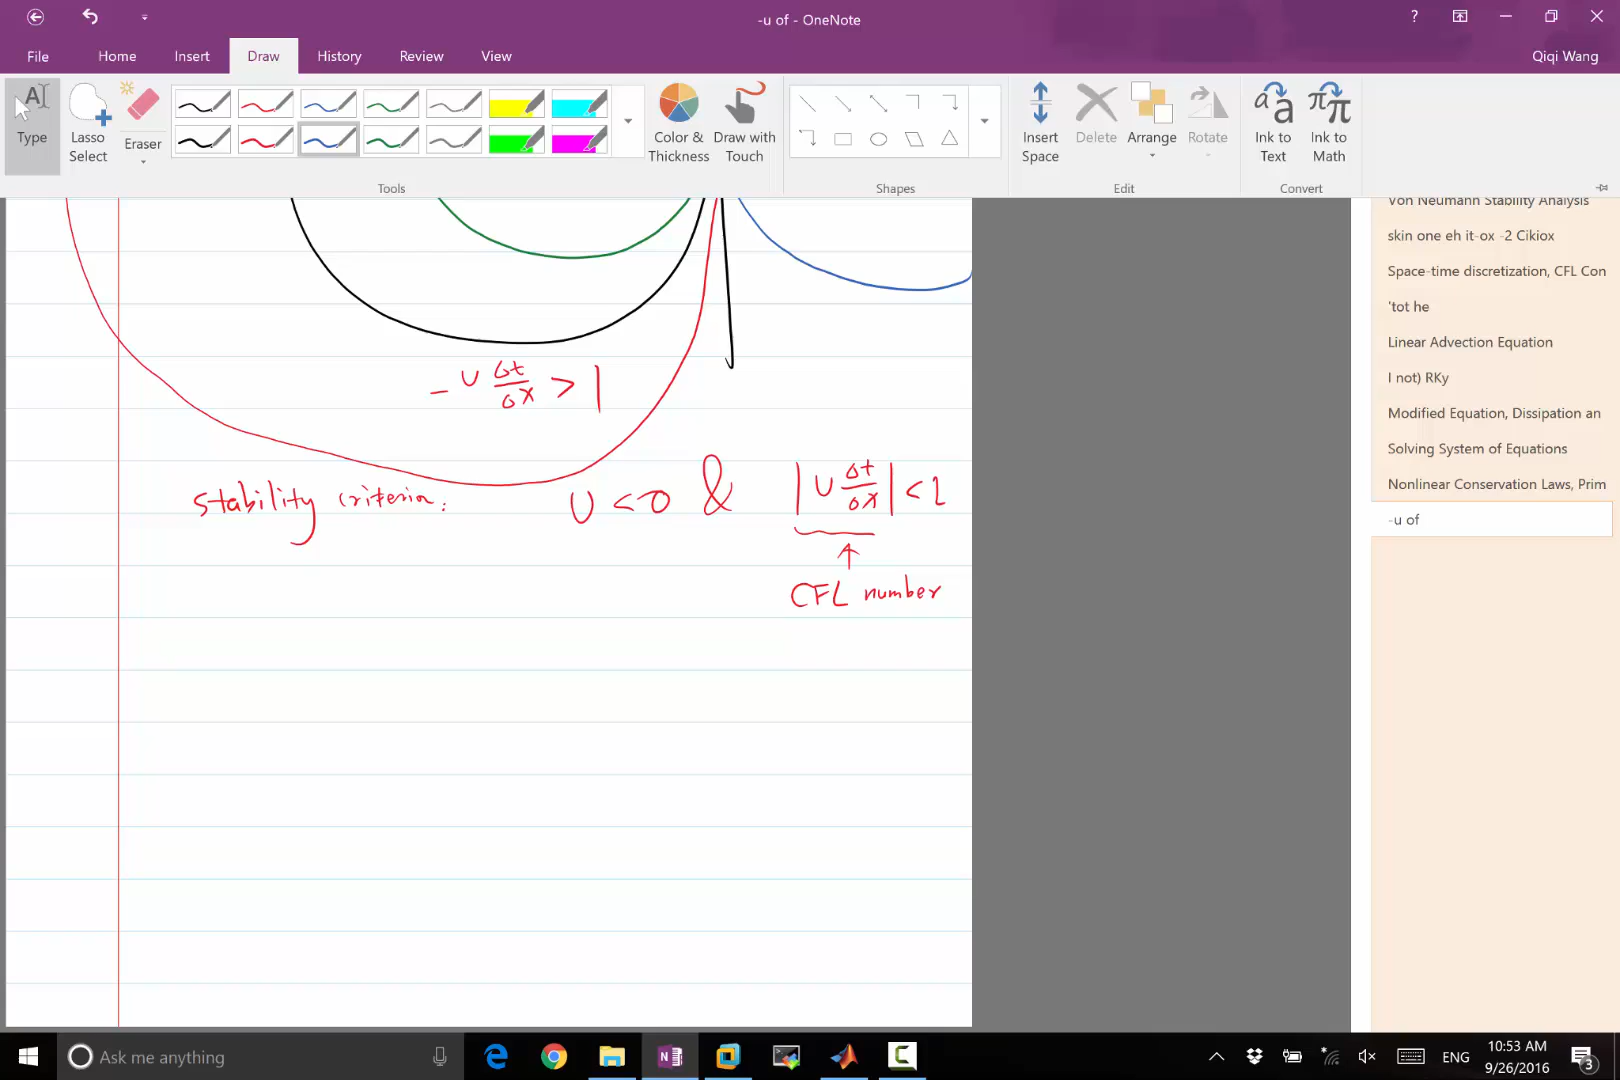 -u of - OneNote
?
File
Home
Insert
Draw
History
Review
View
Qiqi Wang
Type
Lasso Select
Eraser
Color & Thickness
Draw with Touch
Insert Space
Delete
Arrange
Rotate
Ink to Text
Ink to Math
Tools
Shapes
Edit
Convert
Von Neumann Stability Analysis
skin one eh it-ox -2 Cikiox
Space-time discretization, CFL Con
'tot he
Linear Advection Equation
I not) RKy
Modified Equation, Dissipation an
Solving System of Equations
Nonlinear Conservation Laws, Prim
-u of
- U Δt/Δx > 1
Stability criteria: U < 0 & |U Δt/Δx| < 1
CFL number
Ask me anything
ENG
10:53 AM
9/26/2016
3